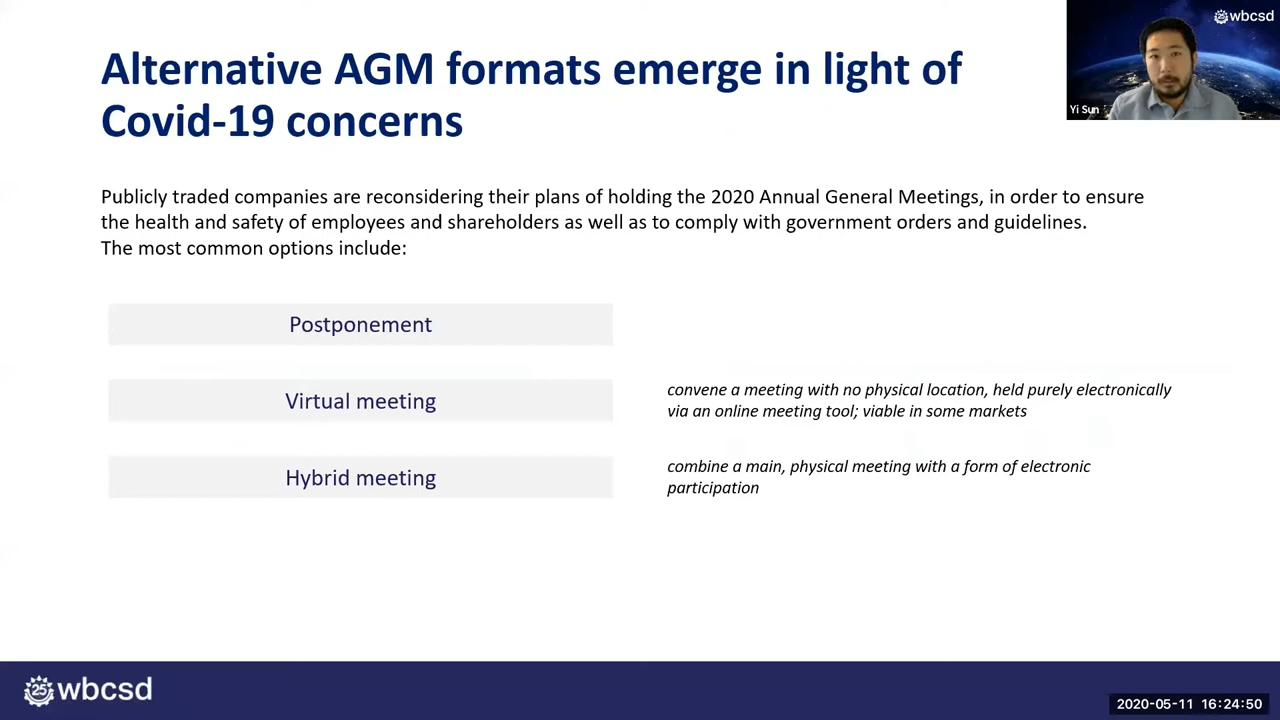 wbcsd
Alternative AGM formats emerge in light of
Covid-19 concerns
Yi Sun
Publicly traded companies are reconsidering their plans of holding the 2020 Annual General Meetings, in order to ensure
the health and safety of employees and shareholders as well as to comply with government orders and guidelines.
The most common options include:
Postponement
Virtual meeting
convene a meeting with no physical location, held purely electronically
via an online meeting tool; viable in some markets
Hybrid meeting
combine a main, physical meeting with a form of electronic
participation
25 wbcsd
2020-05-11 16:24:50